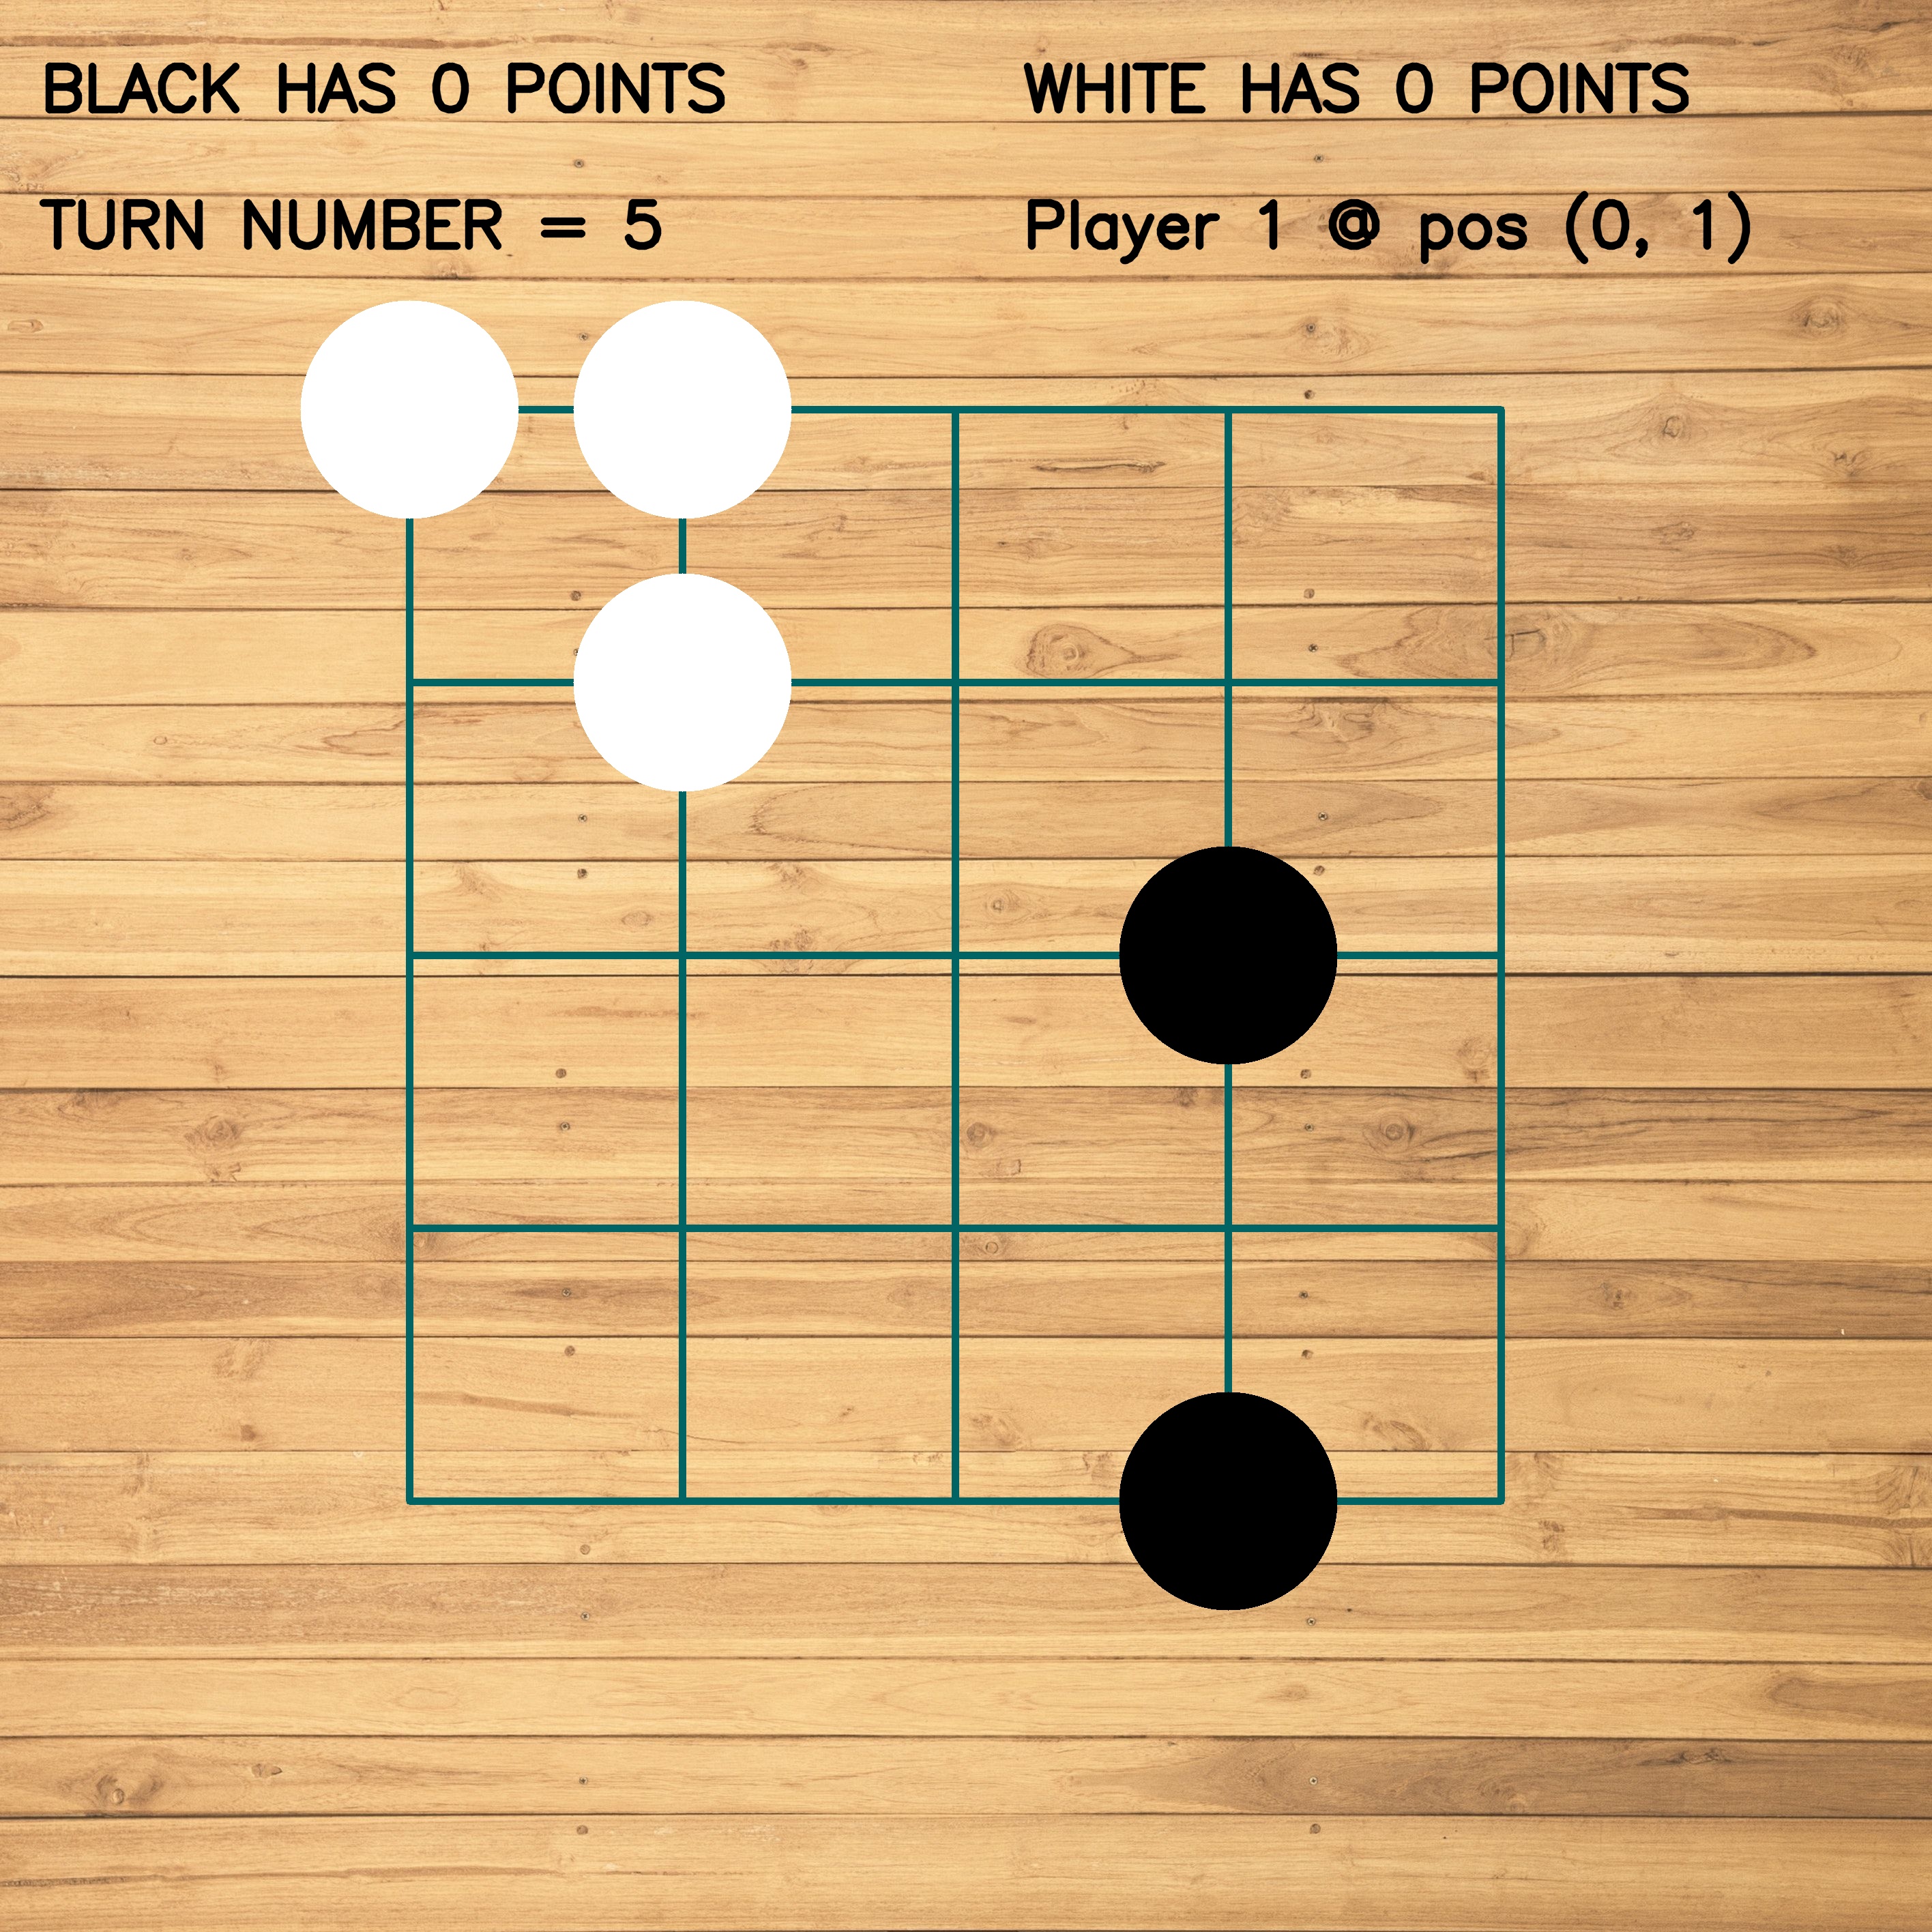 BLACK HAS 0 POINTS
WHITE HAS 0 POINTS
TURN NUMBER = 5
Player 1 @ pos (0, 1)